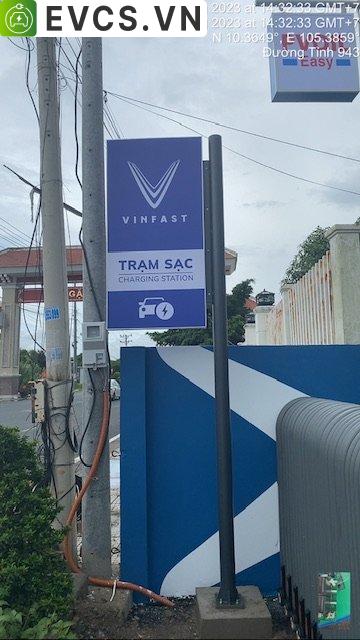 EVCS.VN
2023 at 14:32:33 GMT+7
2023 at 14:32:33 GMT+7
N 10.3649°, E 105.3859
Đường Tỉnh 943
Easy
VINFAST
TRẠM SẠC
CHARGING STATION